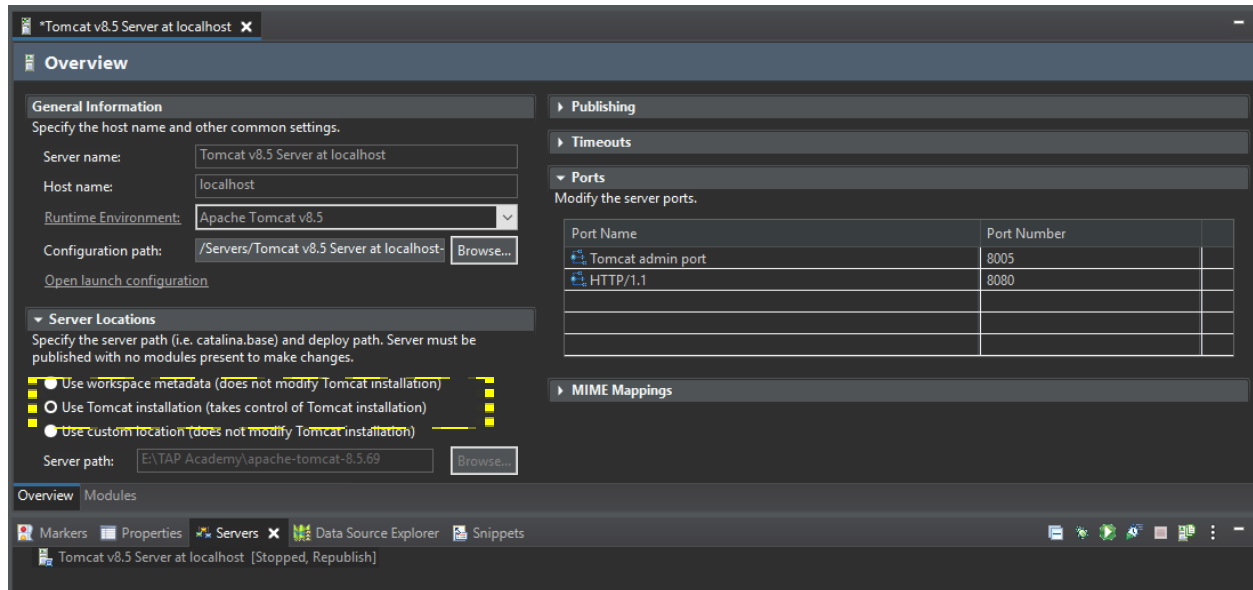 *Tomcat v8.5 Server at localhost
Overview
General Information
Specify the host name and other common settings.
Server name: Tomcat v8.5 Server at localhost
Host name: localhost
Runtime Environment: Apache Tomcat v8.5
Configuration path: /Servers/Tomcat v8.5 Server at localhost- Browse...
Open launch configuration
Server Locations
Specify the server path (i.e. catalina.base) and deploy path. Server must be
published with no modules present to make changes.
Use workspace metadata (does not modify Tomcat installation)
Use Tomcat installation (takes control of Tomcat installation)
Use custom location (does not modify Tomcat installation)
Server path: E:\TAP Academy\apache-tomcat-8.5.69 Browse...
Publishing
Timeouts
Ports
Modify the server ports.
Port Name Port Number
Tomcat admin port 8005
HTTP/1.1 8080
MIME Mappings
Overview Modules
Markers Properties Servers Data Source Explorer Snippets
Tomcat v8.5 Server at localhost [Stopped, Republish]